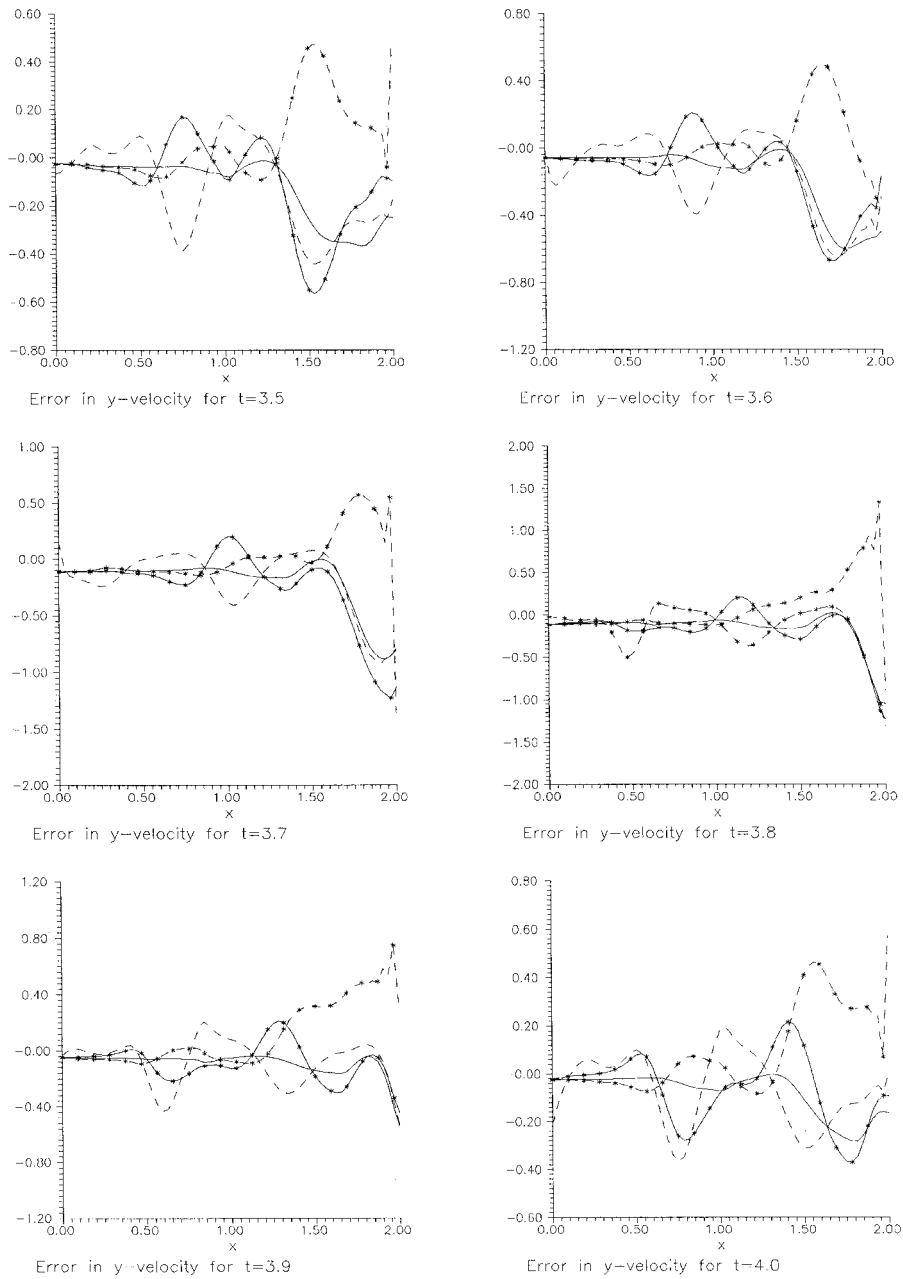 0.60
0.40
0.20
-0.00
-0.20
-0.40
-0.60
-0.80
0.00 0.50 1.00 1.50 2.00
x
Error in y-velocity for t=3.5
0.80
0.40
-0.00
-0.40
-0.80
-1.20
0.00 0.50 1.00 1.50 2.00
x
Error in y-velocity for t=3.6
1.00
0.50
0.00
-0.50
-1.00
-1.50
-2.00
0.00 0.50 1.00 1.50 2.00
x
Error in y-velocity for t=3.7
2.00
1.50
1.00
0.50
0.00
-0.50
-1.00
-1.50
-2.00
0.00 0.50 1.00 1.50 2.00
x
Error in y-velocity for t=3.8
1.20
0.80
0.40
-0.00
-0.40
-0.80
-1.20
0.00 0.50 1.00 1.50 2.00
x
Error in y-velocity for t=3.9
0.80
0.60
0.40
0.20
-0.00
-0.20
-0.40
-0.60
0.00 0.50 1.00 1.50 2.00
x
Error in y-velocity for t=4.0